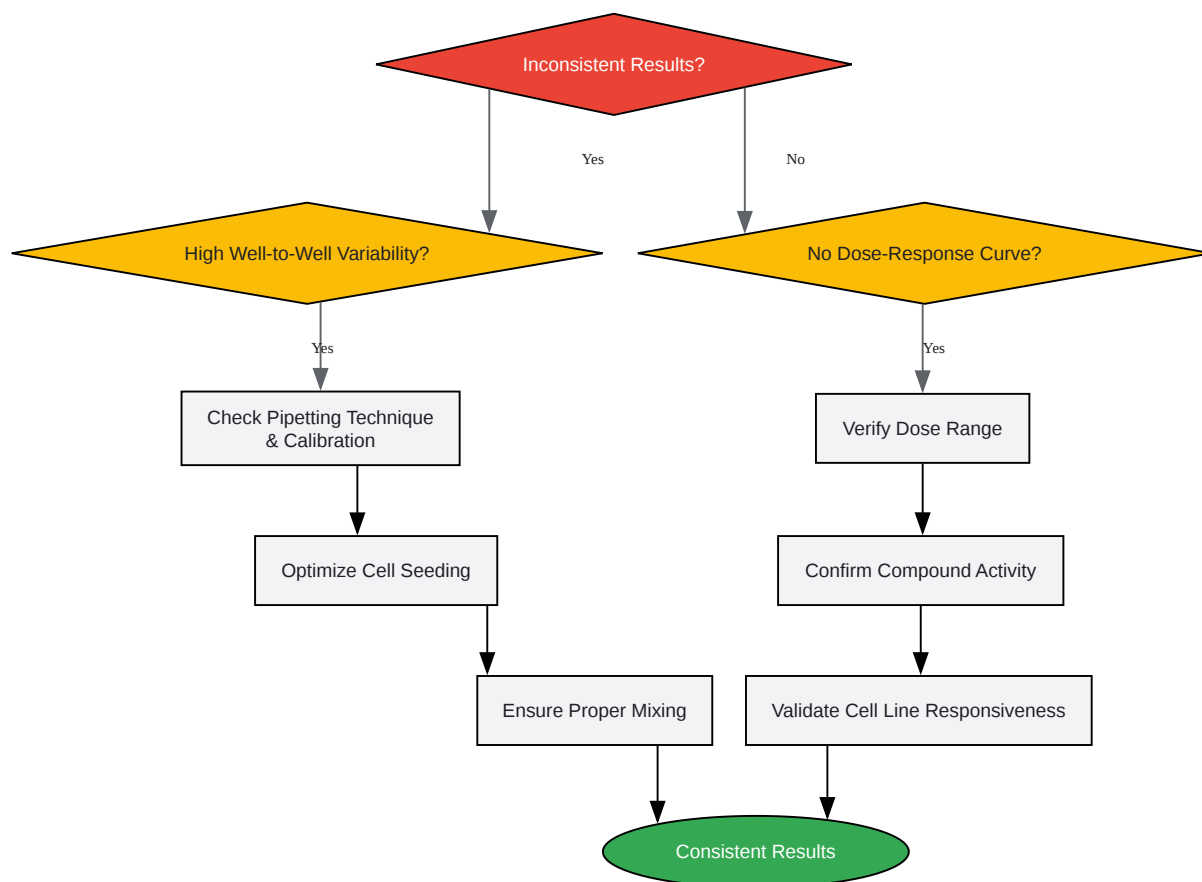 Inconsistent Results?
Yes
No
High Well-to-Well Variability?
No Dose-Response Curve?
Yes
Yes
Check Pipetting Technique
& Calibration
Verify Dose Range
Optimize Cell Seeding
Confirm Compound Activity
Ensure Proper Mixing
Validate Cell Line Responsiveness
Consistent Results